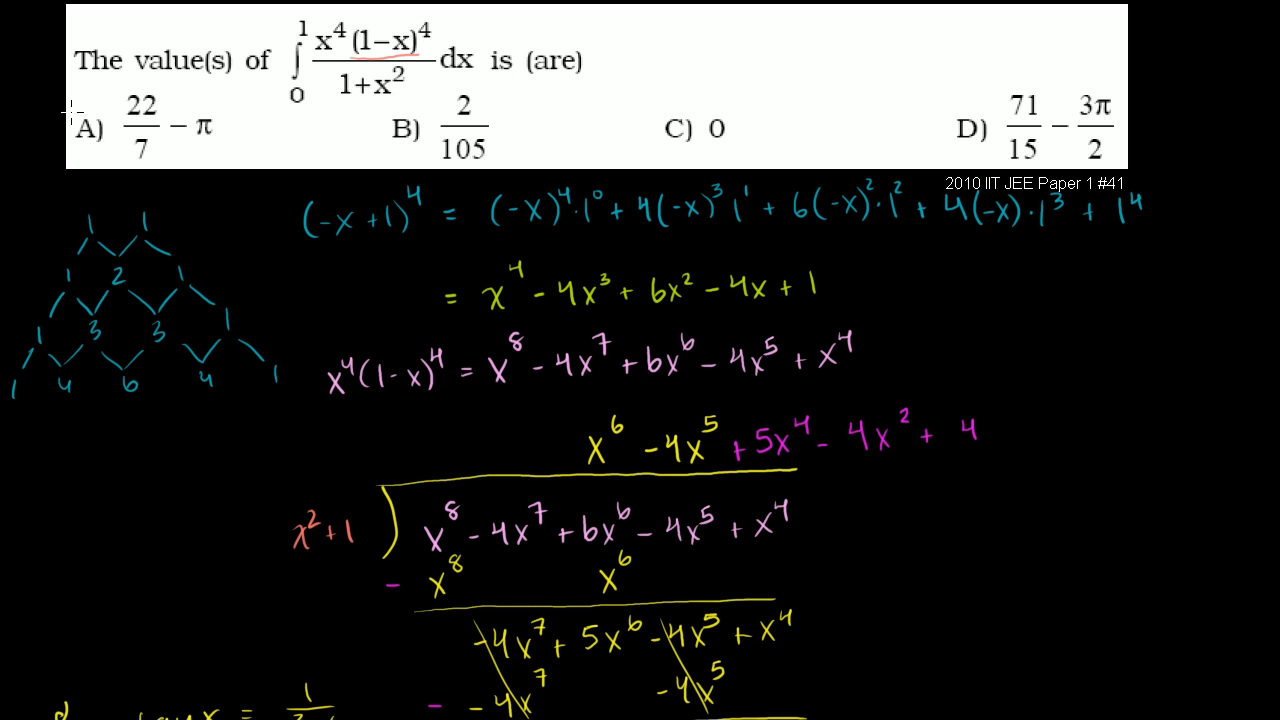 The value(s) of ∫₀¹ x⁴(1−x)⁴ / 1+x² dx is (are)
A) 22/7 − π B) 2/105 C) 0 D) 71/15 − 3π/2
2010 IIT JEE Paper 1 #41
(-x+1)⁴ = (-x)⁴·1⁰ + 4(-x)³1¹ + 6(-x)²·1² + 4(-x)·1³ + 1⁴
1 1
1 2 1
1 3 3 1
1 4 6 4 1
= x⁴ - 4x³ + 6x² - 4x + 1
x⁴(1-x)⁴ = x⁸ - 4x⁷ + 6x⁶ - 4x⁵ + x⁴
x⁶ - 4x⁵ + 5x⁴ - 4x² + 4
x²+1 ) x⁸ - 4x⁷ + 6x⁶ - 4x⁵ + x⁴
- x⁸ x⁶
-4x⁷ + 5x⁶ - 4x⁵ + x⁴
- -4x⁷ -4x⁵